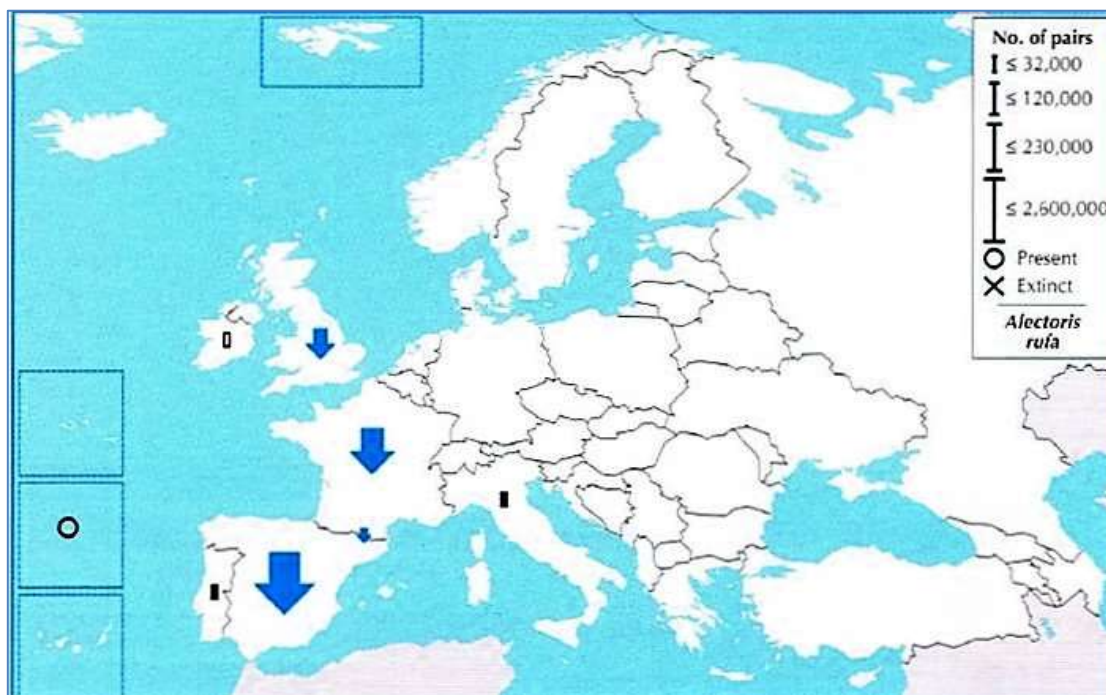 No. of pairs
≤ 32,000
≤ 120,000
≤ 230,000
≤ 2,600,000
Present
Extinct
Alectoris
rufa